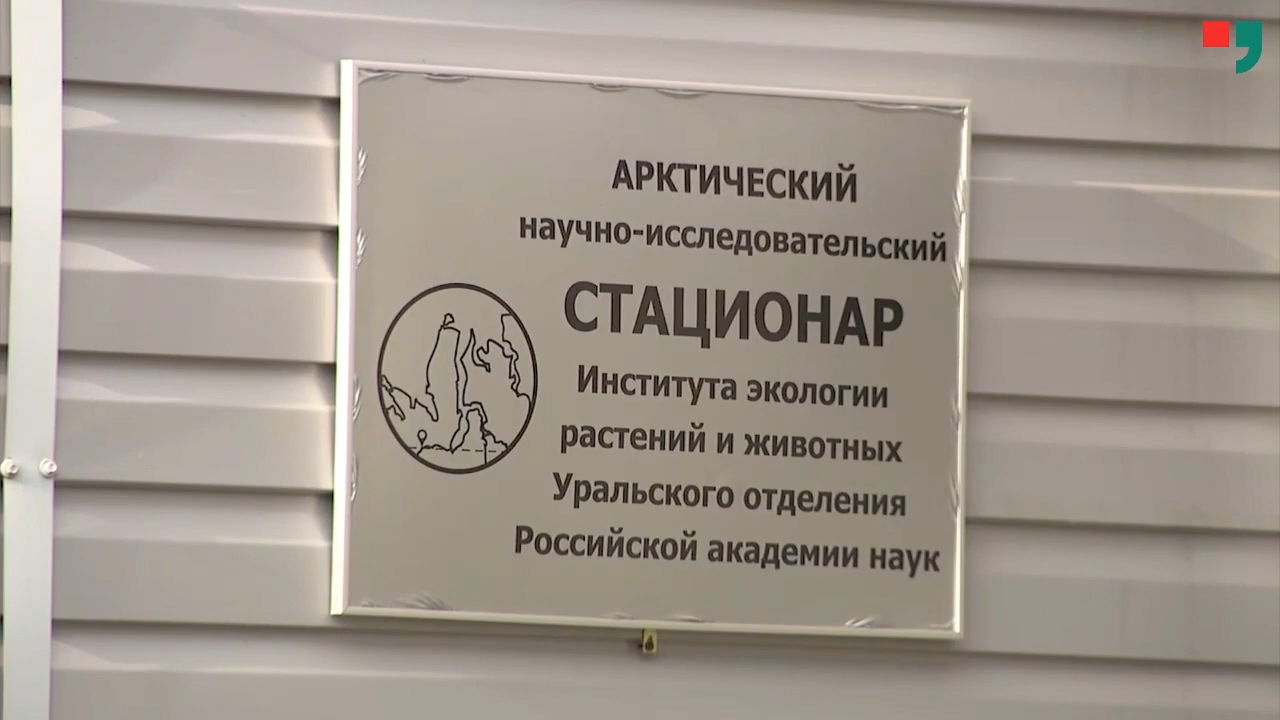 АРКТИЧЕСКИЙ
научно-исследовательский
СТАЦИОНАР
Института экологии
растений и животных
Уральского отделения
Российской академии наук